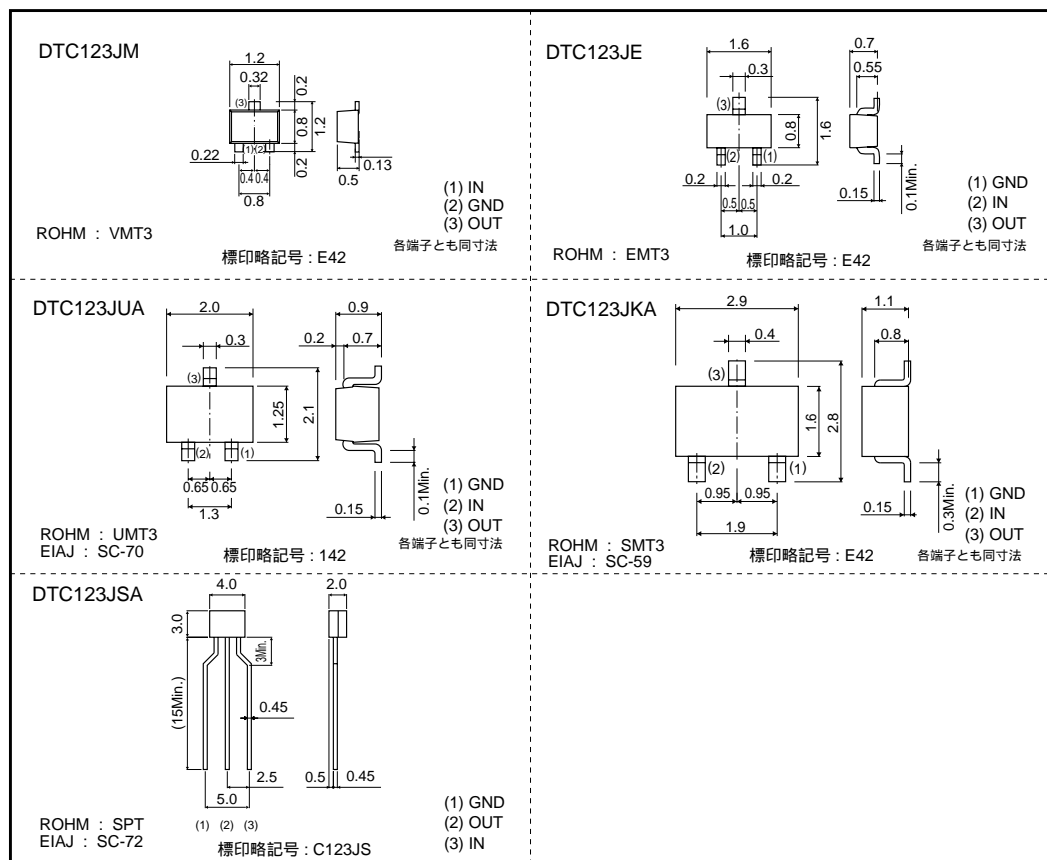 DTC123JM
1.2
0.32
0.2
(3)
0.8
1.2
(1) (2)
0.22
0.2
0.4 0.4
0.8
0.5
0.13
(1) IN
(2) GND
(3) OUT
各端子とも同寸法
ROHM : VMT3
標印略記号 : E42
DTC123JE
1.6
0.3
0.7
0.55
(3)
0.8
1.6
(2) (1)
0.2 0.2
0.5 0.5
1.0
0.15
0.1Min.
(1) GND
(2) IN
(3) OUT
各端子とも同寸法
ROHM : EMT3
標印略記号 : E42
DTC123JUA
2.0
0.3
0.9
0.2 0.7
(3)
1.25
2.1
(2) (1)
0.65 0.65
1.3
0.15
0.1Min.
(1) GND
(2) IN
(3) OUT
各端子とも同寸法
ROHM : UMT3
EIAJ : SC-70
標印略記号 : 142
DTC123JKA
2.9
0.4
1.1
0.8
(3)
1.6
2.8
(2) (1)
0.95 0.95
1.9
0.15
0.3Min.
(1) GND
(2) IN
(3) OUT
各端子とも同寸法
ROHM : SMT3
EIAJ : SC-59
標印略記号 : E42
DTC123JSA
4.0 2.0
3.0
3Min.
(15Min.)
0.45
2.5
0.5 0.45
5.0
(1) (2) (3)
(1) GND
(2) OUT
(3) IN
ROHM : SPT
EIAJ : SC-72
標印略記号 : C123JS